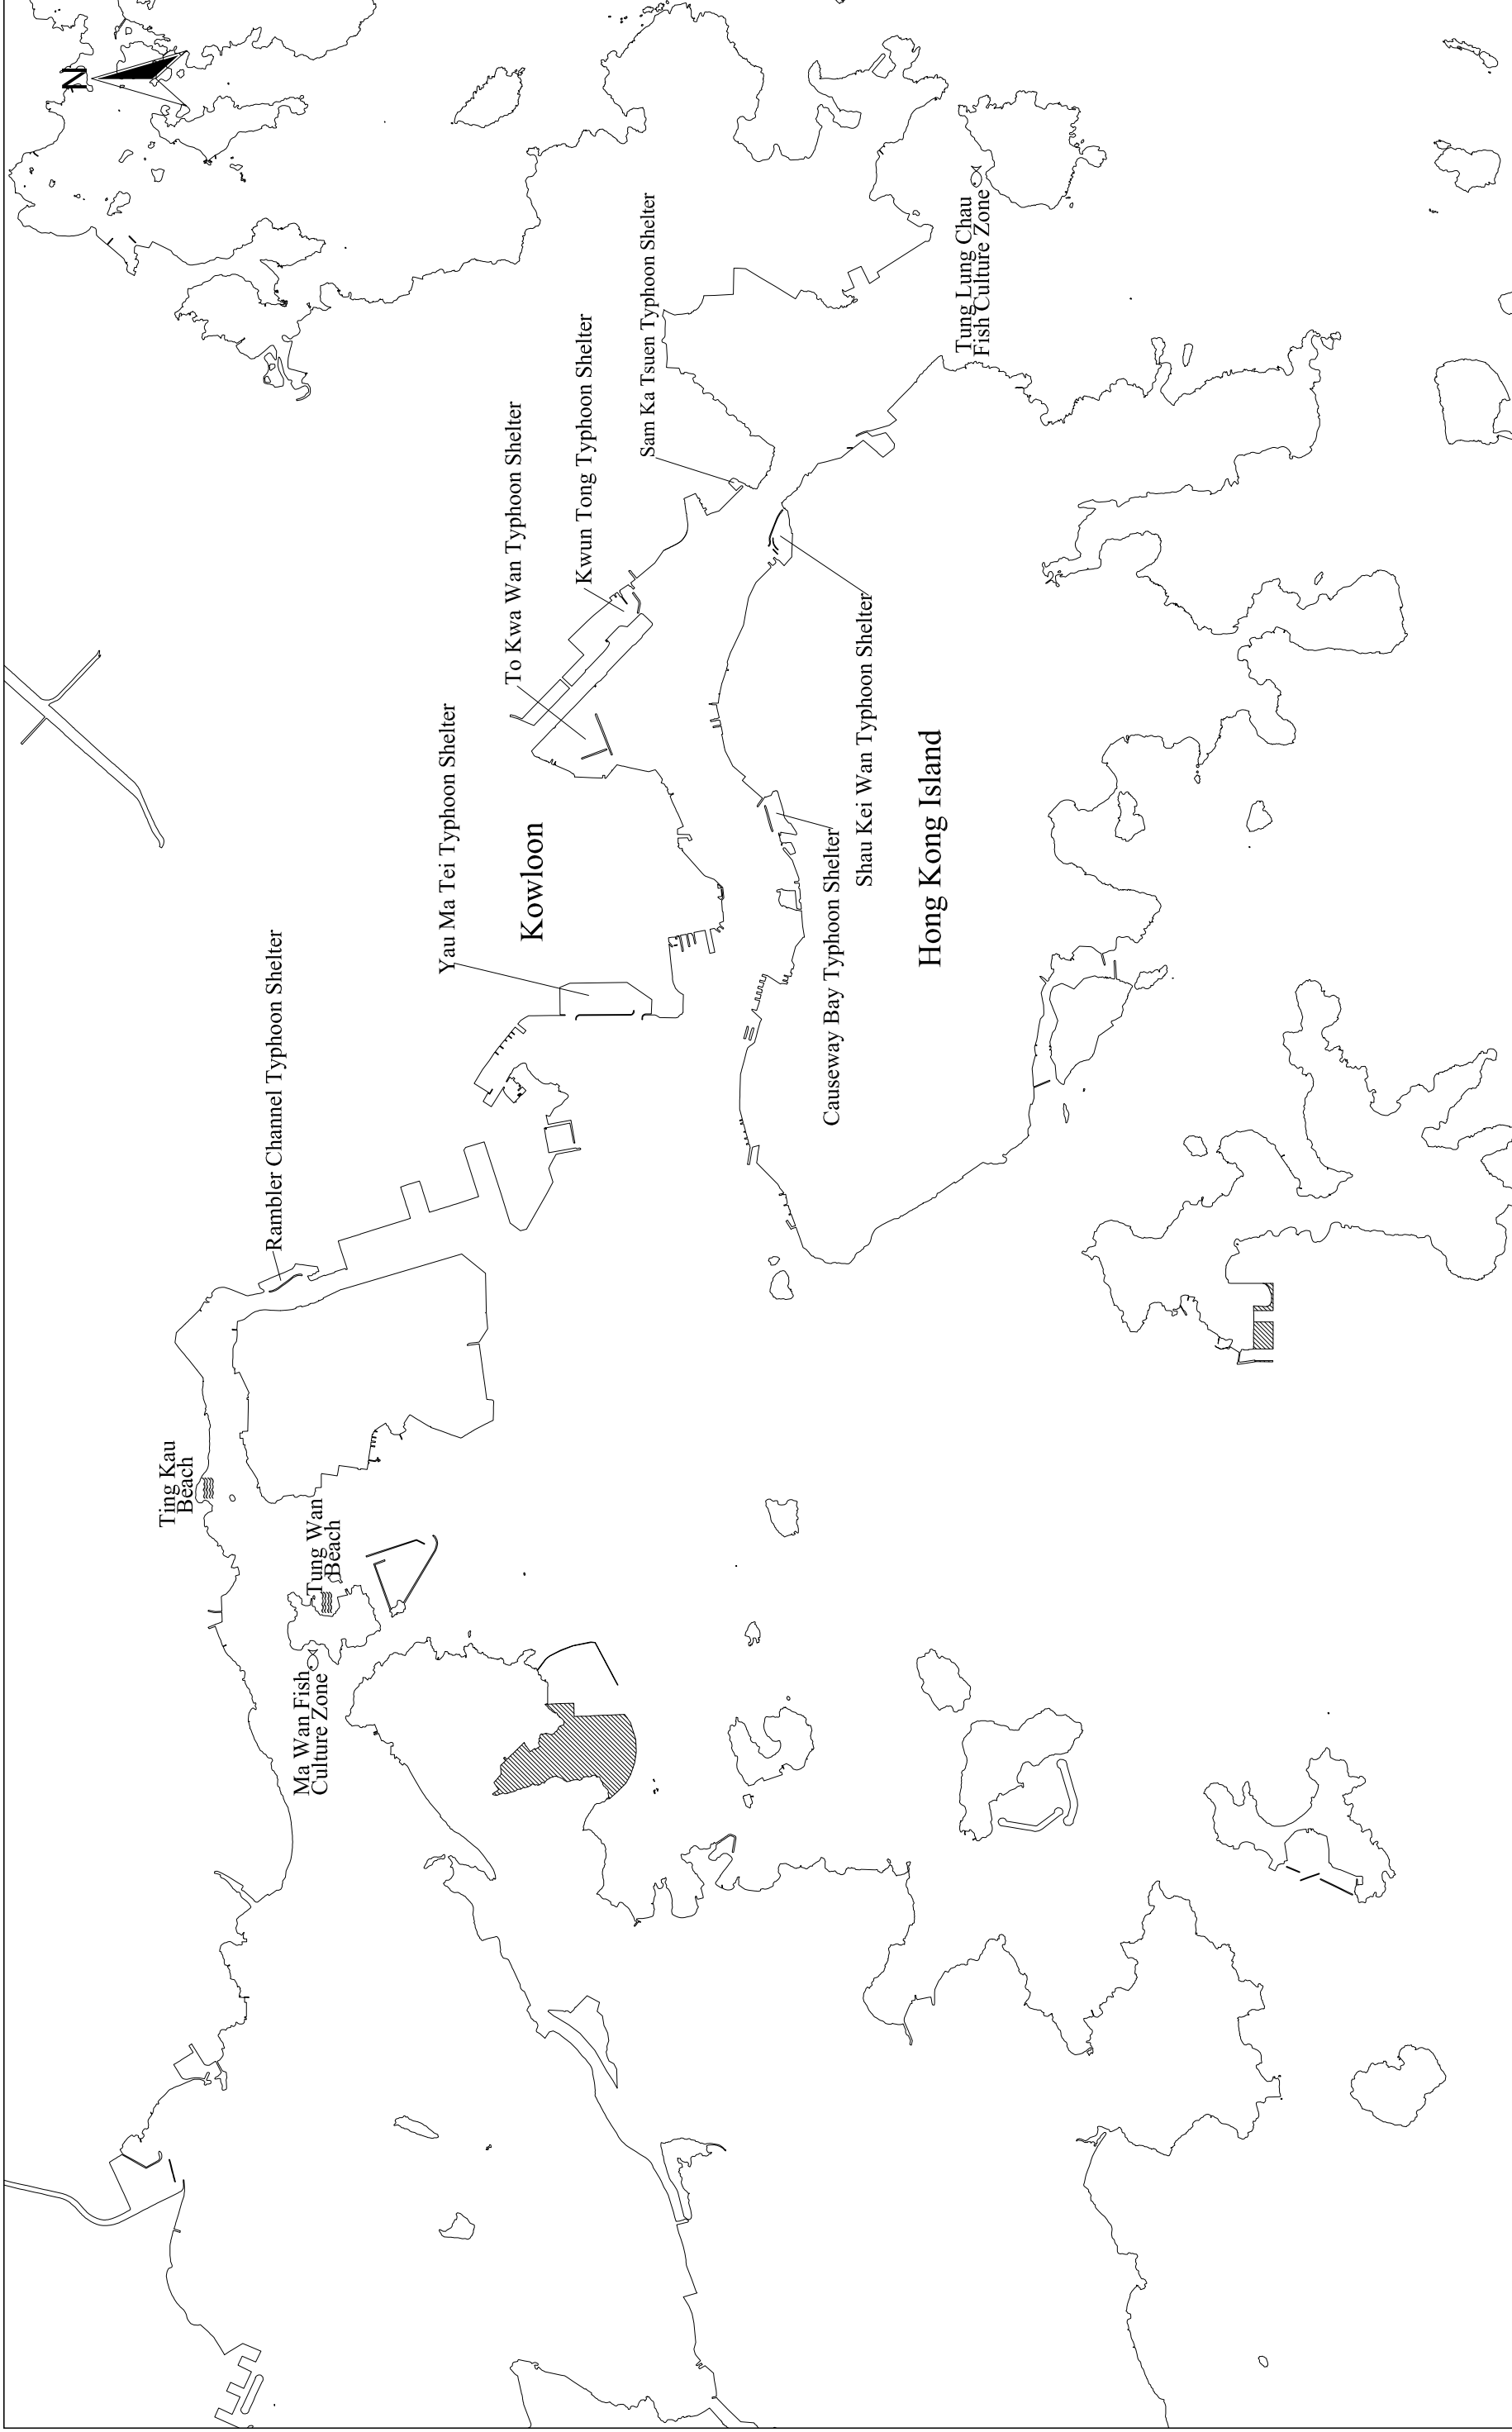 N
Rambler Channel Typhoon Shelter
Yau Ma Tei Typhoon Shelter
Kowloon
To Kwa Wan Typhoon Shelter
Kwun Tong Typhoon Shelter
Sam Ka Tsuen Typhoon Shelter
Ting Kau
Beach
Tung Wan
Beach
Ma Wan Fish
Culture Zone
Causeway Bay Typhoon Shelter
Shau Kei Wan Typhoon Shelter
Hong Kong Island
Tung Lung Chau
Fish Culture Zone